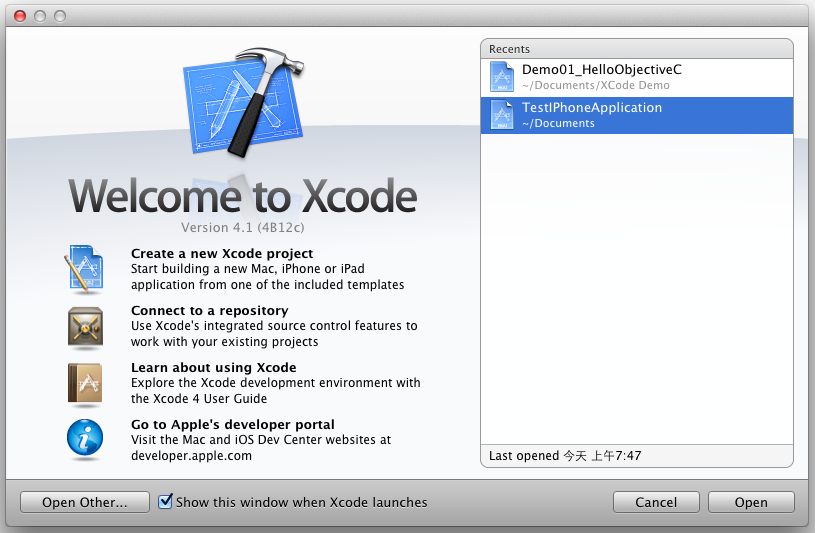 Welcome to Xcode
Version 4.1 (4B12c)
Create a new Xcode project
Start building a new Mac, iPhone or iPad
application from one of the included templates
Connect to a repository
Use Xcode's integrated source control features to
work with your existing projects
Learn about using Xcode
Explore the Xcode development environment with
the Xcode 4 User Guide
Go to Apple's developer portal
Visit the Mac and iOS Dev Center websites at
developer.apple.com
Recents
Demo01_HelloObjectiveC
~/Documents/XCode Demo
TestIPhoneApplication
~/Documents
Last opened 今天 上午7:47
Open Other...
Show this window when Xcode launches
Cancel
Open